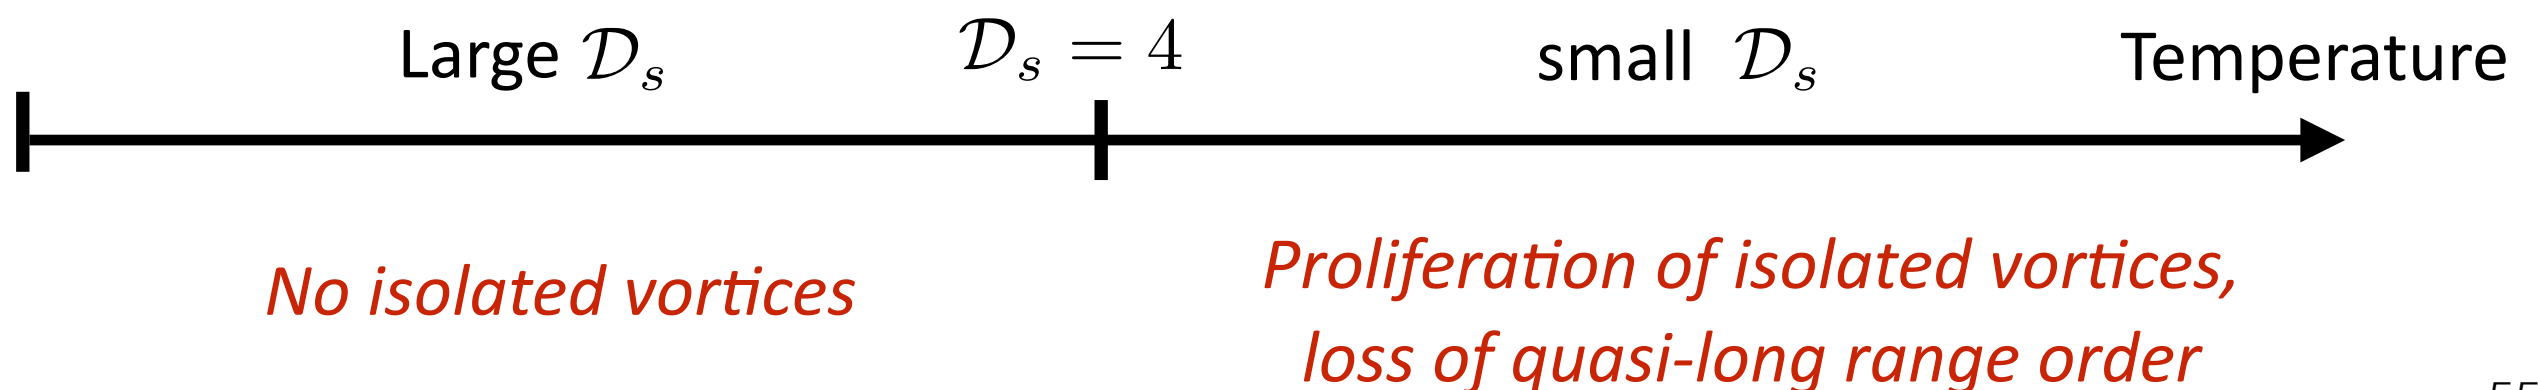 Large 𝒟ₛ
𝒟ₛ = 4
small 𝒟ₛ
Temperature
No isolated vortices
Proliferation of isolated vortices,
loss of quasi-long range order